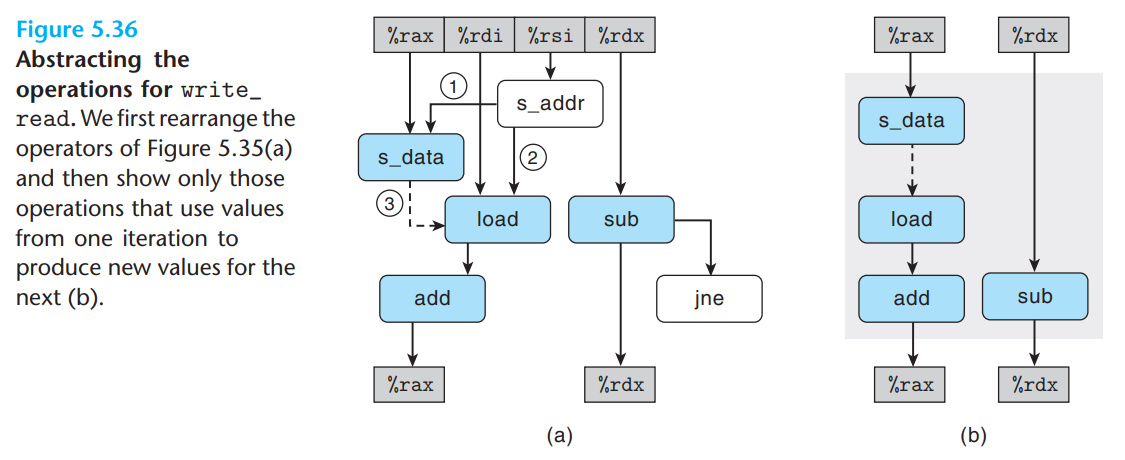 Figure 5.36
Abstracting the
operations for write_
read. We first rearrange the
operators of Figure 5.35(a)
and then show only those
operations that use values
from one iteration to
produce new values for the
next (b).
%rax %rdi %rsi %rdx
1
s_addr
s_data
2
3
load
sub
add
jne
%rax
%rdx
(a)
%rax
%rdx
s_data
load
add
sub
%rax
%rdx
(b)